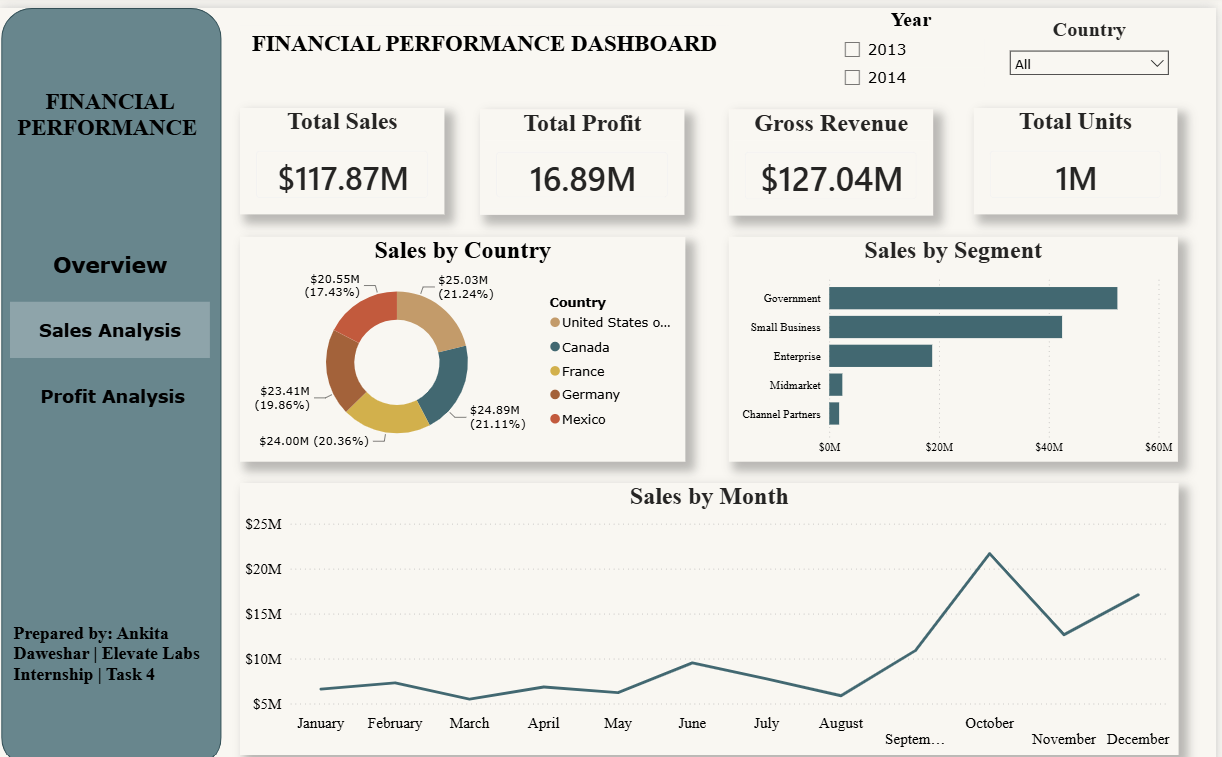 FINANCIAL
PERFORMANCE
Overview
Sales Analysis
Profit Analysis
Prepared by: Ankita
Daweshar | Elevate Labs
Internship | Task 4
FINANCIAL PERFORMANCE DASHBOARD
Year
2013
2014
Country
All
Total Sales
$117.87M
Total Profit
16.89M
Gross Revenue
$127.04M
Total Units
1M
Sales by Country
$20.55M
(17.43%)
$25.03M
(21.24%)
$23.41M
(19.86%)
$24.89M
(21.11%)
$24.00M (20.36%)
Country
United States o...
Canada
France
Germany
Mexico
Sales by Segment
Government
Small Business
Enterprise
Midmarket
Channel Partners
$0M $20M $40M $60M
Sales by Month
$25M
$20M
$15M
$10M
$5M
January February March April May June July August Septem… October November December